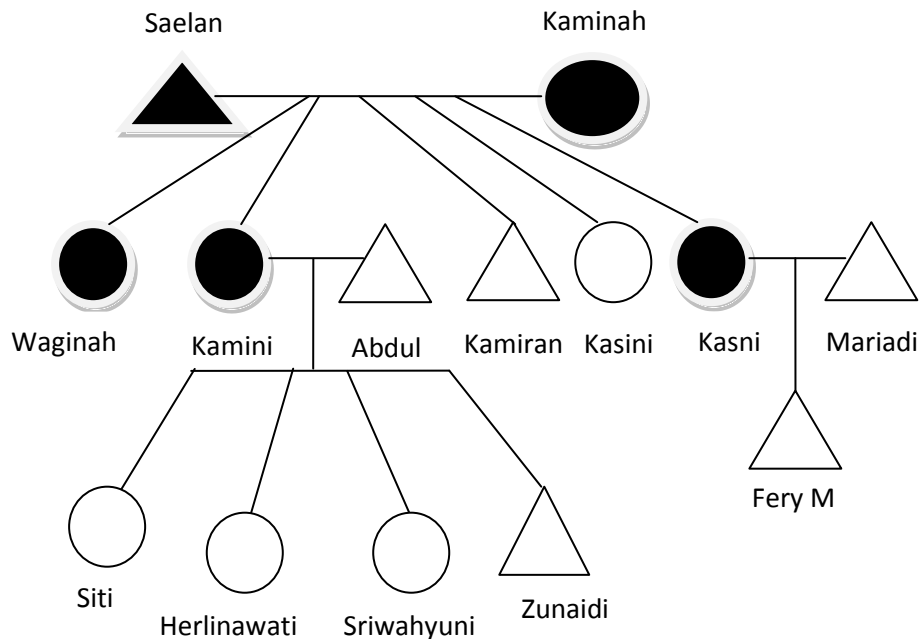 Saelan
Kaminah
Waginah
Kamini
Abdul
Kamiran
Kasini
Kasni
Mariadi
Fery M
Siti
Herlinawati
Sriwahyuni
Zunaidi